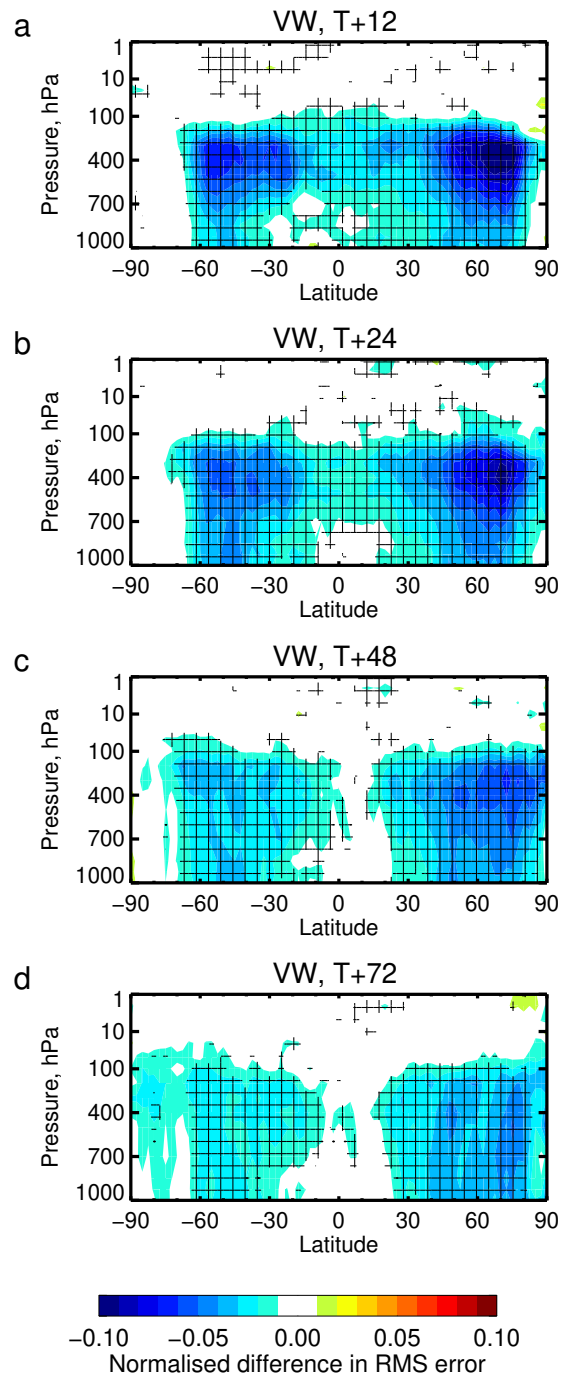 a
VW, T+12
Pressure, hPa
1
10
100
400
700
1000
−90 −60 −30 0 30 60 90
Latitude
b
VW, T+24
Pressure, hPa
1
10
100
400
700
1000
−90 −60 −30 0 30 60 90
Latitude
c
VW, T+48
Pressure, hPa
1
10
100
400
700
1000
−90 −60 −30 0 30 60 90
Latitude
d
VW, T+72
Pressure, hPa
1
10
100
400
700
1000
−90 −60 −30 0 30 60 90
Latitude
−0.10 −0.05 0.00 0.05 0.10
Normalised difference in RMS error